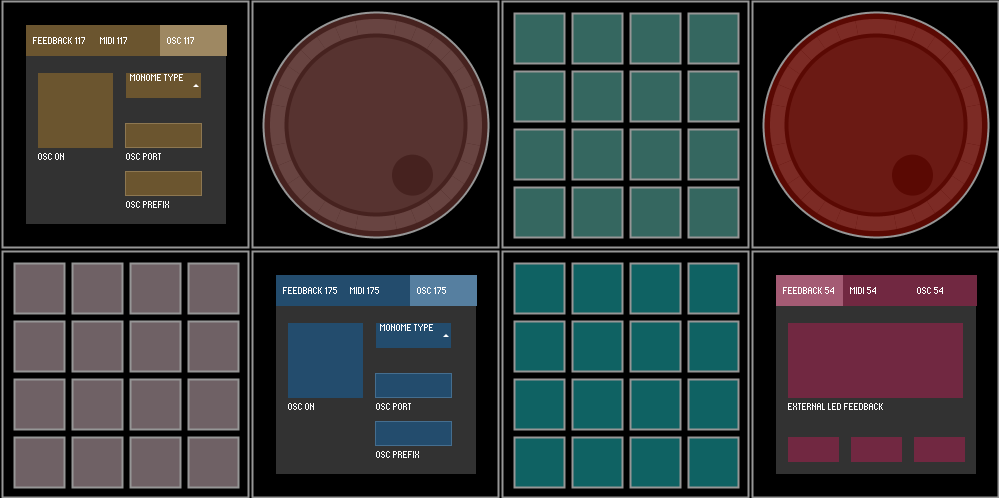 FEEDBACK 117 MIDI 117 OSC 117
MONOME TYPE
OSC ON OSC PORT
OSC PREFIX
FEEDBACK 175 MIDI 175 OSC 175
MONOME TYPE
OSC ON OSC PORT
OSC PREFIX
FEEDBACK 54 MIDI 54 OSC 54
EXTERNAL LED FEEDBACK